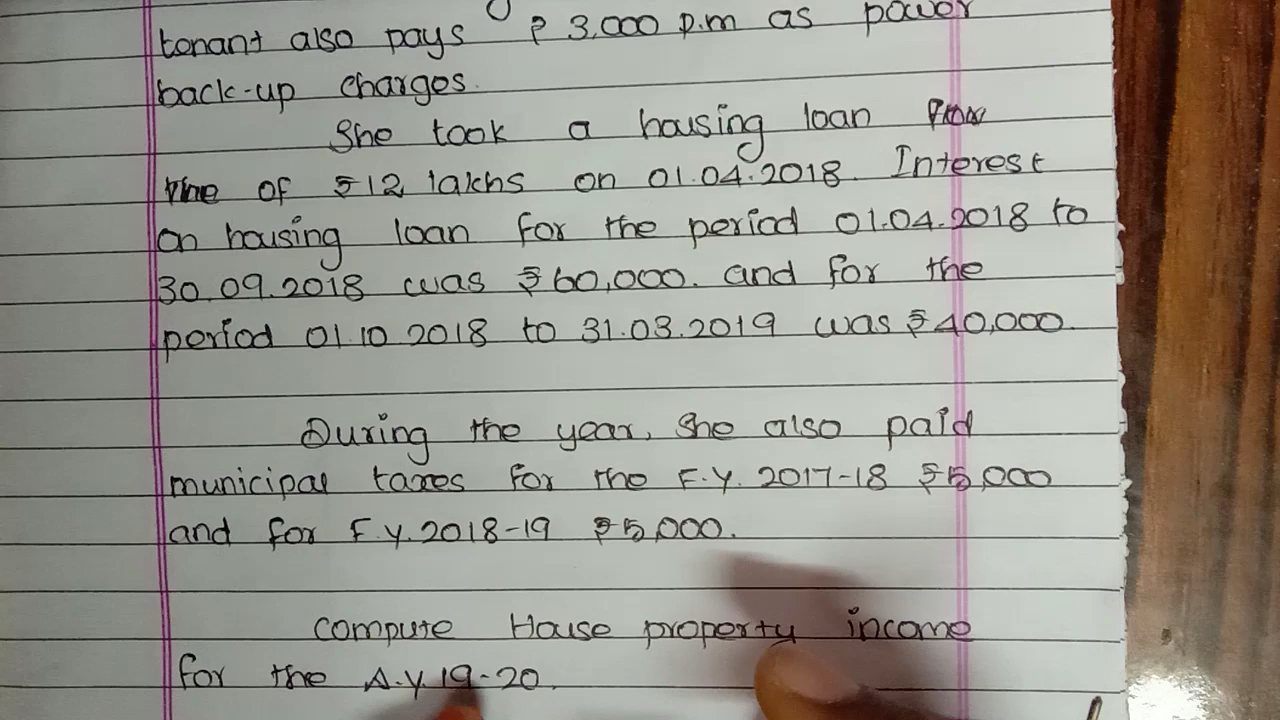 tenant also pays ₹ 3,000 p.m as power
back-up charges.
She took a housing loan
of ₹12 lakhs on 01.04.2018. Interest
on housing loan for the period 01.04.2018 to
30.09.2018 was ₹60,000. and for the
period 01.10 2018 to 31.03.2019 was ₹40,000.
During the year, She also paid
municipal taxes for the F.Y. 2017-18 ₹5,000
and for F.Y.2018-19 ₹5,000.
Compute House property income
for the A.Y.19-20.